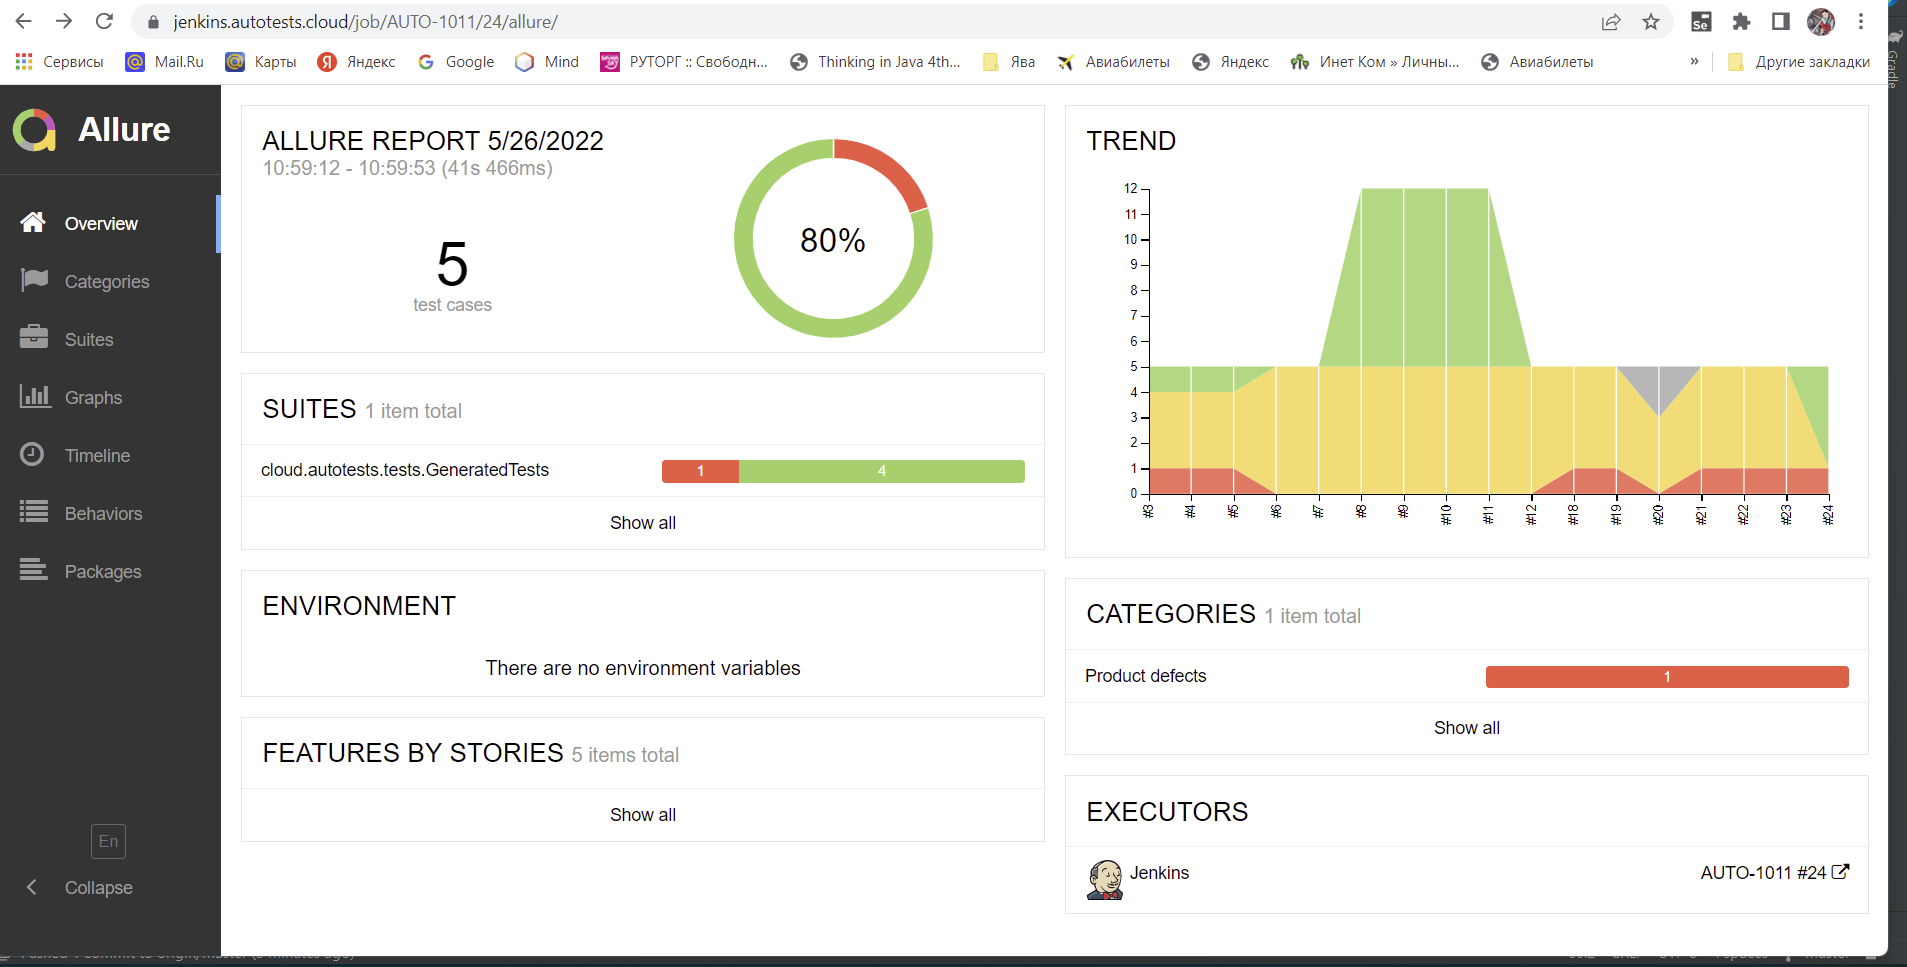 jenkins.autotests.cloud/job/AUTO-1011/24/allure/
Se
Сервисы
Mail.Ru
Карты
Яндекс
Google
Mind
РУТОРГ :: Свободн...
Thinking in Java 4th...
Ява
Авиабилеты
Яндекс
Инет Ком » Личны...
Авиабилеты
»
Другие закладки
Gradle
Allure
Overview
Categories
Suites
Graphs
Timeline
Behaviors
Packages
En
Collapse
ALLURE REPORT 5/26/2022
10:59:12 - 10:59:53 (41s 466ms)
5
test cases
80%
SUITES 1 item total
cloud.autotests.tests.GeneratedTests
1
4
Show all
ENVIRONMENT
There are no environment variables
FEATURES BY STORIES 5 items total
Show all
TREND
12
11
10
9
8
7
6
5
4
3
2
1
0
#3
#4
#5
#6
#7
#8
#9
#10
#11
#12
#18
#19
#20
#21
#22
#23
#24
CATEGORIES 1 item total
Product defects
1
Show all
EXECUTORS
Jenkins
AUTO-1011 #24